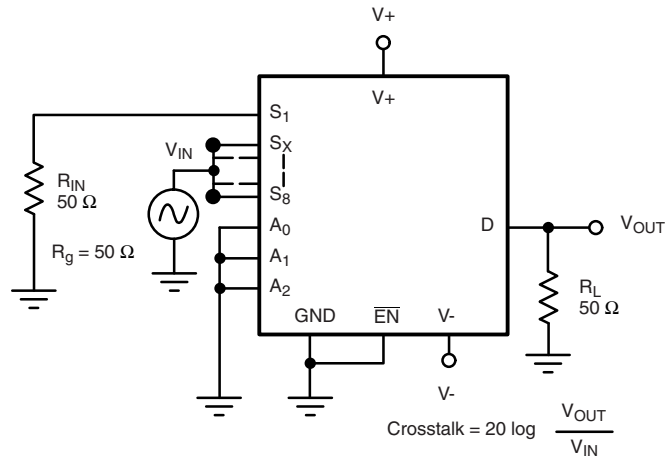 V+
V+
S1
VIN
SX
RIN
50 Ω
S8
Rg = 50 Ω
A0
D
VOUT
A1
A2
RL
50 Ω
GND
EN
V-
V-
Crosstalk = 20 log VOUT
VIN